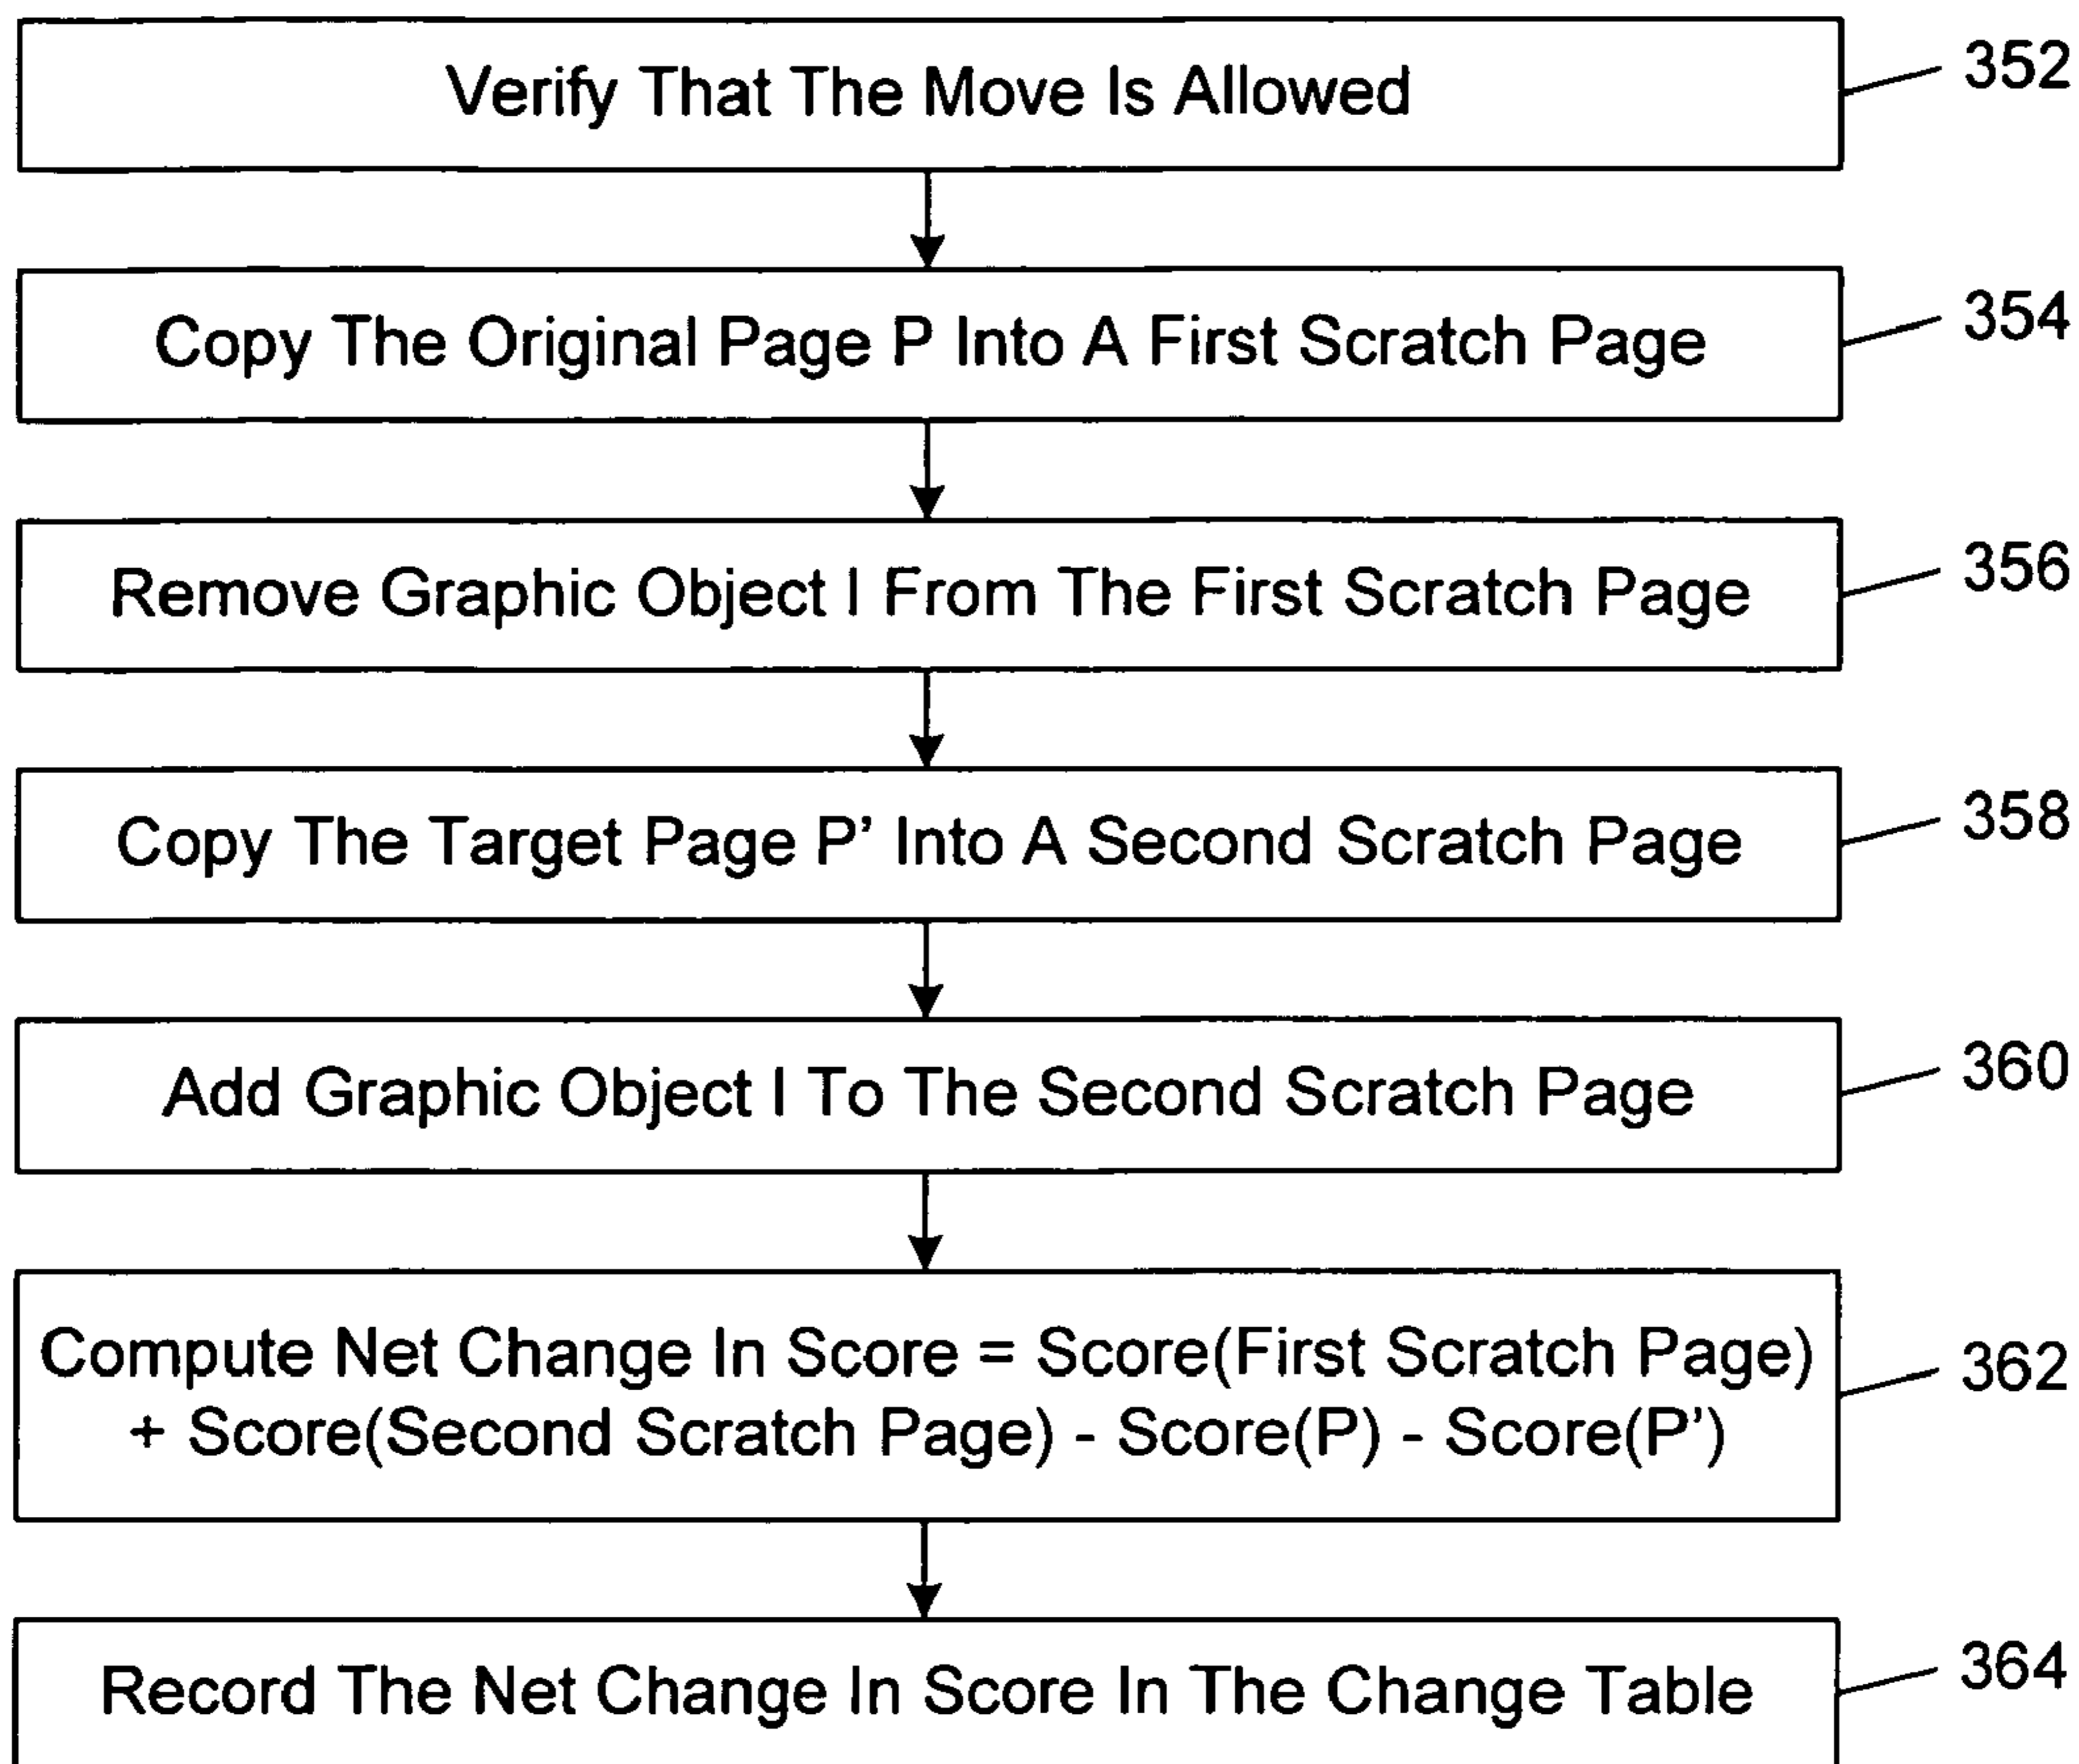 Verify That The Move Is Allowed
352
Copy The Original Page P Into A First Scratch Page
354
Remove Graphic Object I From The First Scratch Page
356
Copy The Target Page P' Into A Second Scratch Page
358
Add Graphic Object I To The Second Scratch Page
360
Compute Net Change In Score = Score(First Scratch Page)
+ Score(Second Scratch Page) - Score(P) - Score(P')
362
Record The Net Change In Score In The Change Table
364